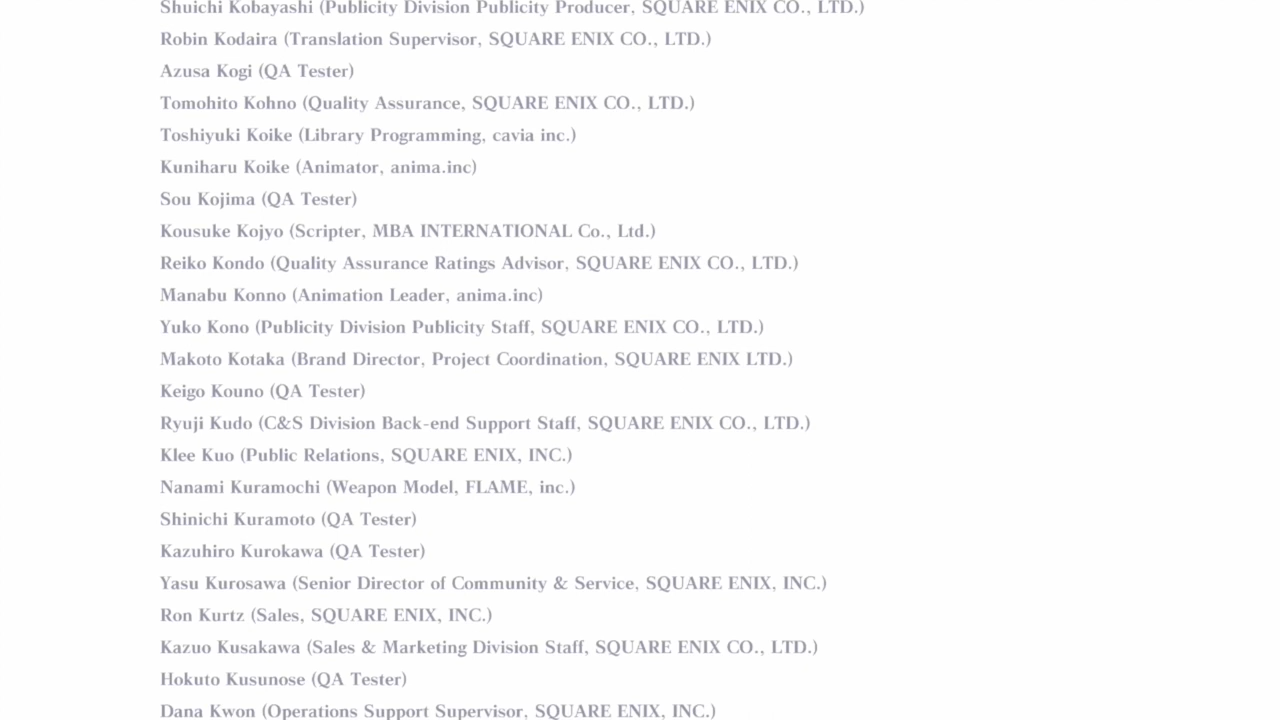 Shuichi Kobayashi (Publicity Division Publicity Producer, SQUARE ENIX CO., LTD.)
Robin Kodaira (Translation Supervisor, SQUARE ENIX CO., LTD.)
Azusa Kogi (QA Tester)
Tomohito Kohno (Quality Assurance, SQUARE ENIX CO., LTD.)
Toshiyuki Koike (Library Programming, cavia inc.)
Kuniharu Koike (Animator, anima.inc)
Sou Kojima (QA Tester)
Kousuke Kojyo (Scripter, MBA INTERNATIONAL Co., Ltd.)
Reiko Kondo (Quality Assurance Ratings Advisor, SQUARE ENIX CO., LTD.)
Manabu Konno (Animation Leader, anima.inc)
Yuko Kono (Publicity Division Publicity Staff, SQUARE ENIX CO., LTD.)
Makoto Kotaka (Brand Director, Project Coordination, SQUARE ENIX LTD.)
Keigo Kouno (QA Tester)
Ryuji Kudo (C&S Division Back-end Support Staff, SQUARE ENIX CO., LTD.)
Klee Kuo (Public Relations, SQUARE ENIX, INC.)
Nanami Kuramochi (Weapon Model, FLAME, inc.)
Shinichi Kuramoto (QA Tester)
Kazuhiro Kurokawa (QA Tester)
Yasu Kurosawa (Senior Director of Community & Service, SQUARE ENIX, INC.)
Ron Kurtz (Sales, SQUARE ENIX, INC.)
Kazuo Kusakawa (Sales & Marketing Division Staff, SQUARE ENIX CO., LTD.)
Hokuto Kusunose (QA Tester)
Dana Kwon (Operations Support Supervisor, SQUARE ENIX, INC.)